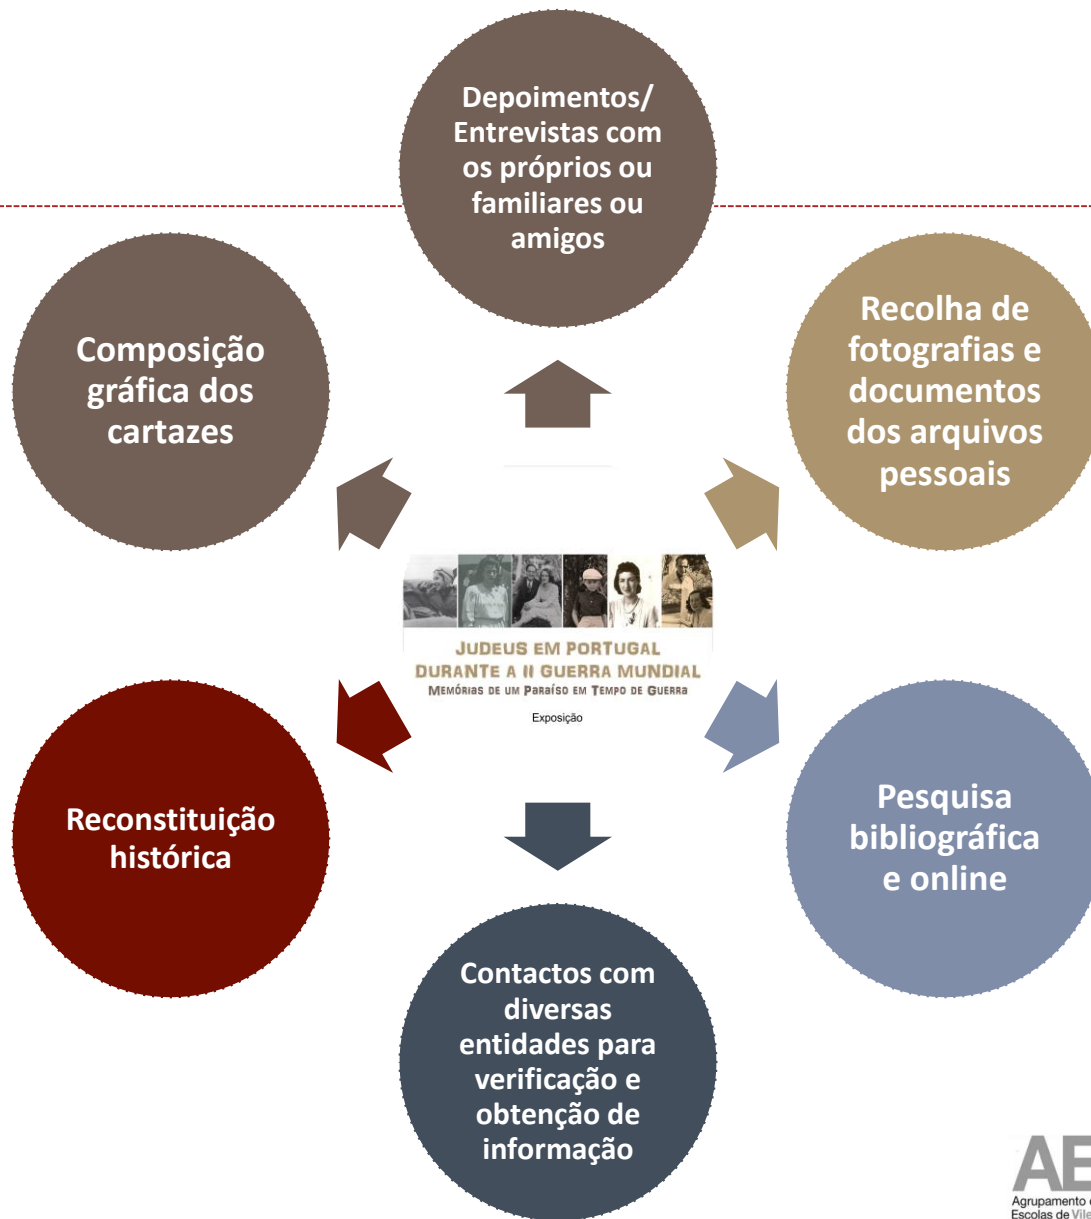 Depoimentos/
Entrevistas com
os próprios ou
familiares ou
amigos
Recolha de
fotografias e
documentos
dos arquivos
pessoais
Pesquisa
bibliográfica
e online
Contactos com
diversas
entidades para
verificação e
obtenção de
informação
Reconstituição
histórica
Composição
gráfica dos
cartazes
JUDEUS EM PORTUGAL
DURANTE A II GUERRA MUNDIAL
MEMÓRIAS DE UM PARAÍSO EM TEMPO DE GUERRA
Exposição
AE
Agrupamento
Escolas de